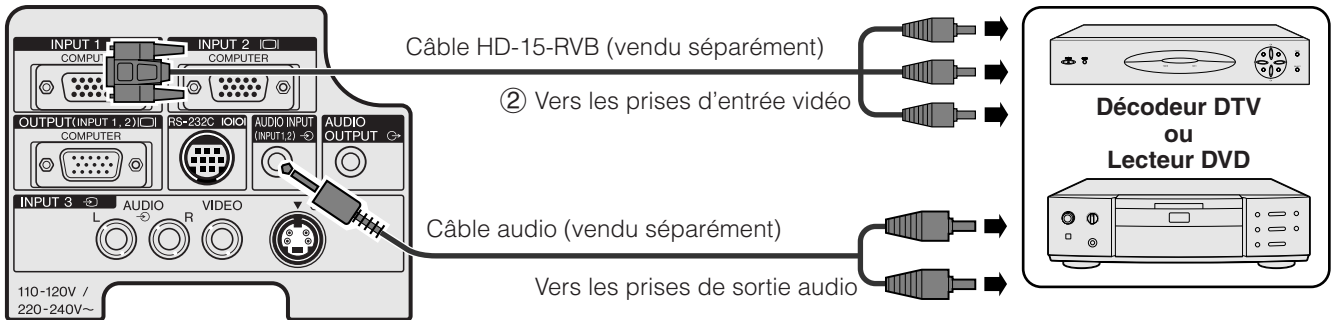 INPUT 1
INPUT 2
COMPUT
COMPUTER
OUTPUT(INPUT 1, 2)
COMPUTER
RS-232C IOIOI
AUDIO INPUT
(INPUT1,2)
AUDIO
OUTPUT
INPUT 3
L
AUDIO
R
VIDEO
110-120V /
220-240V~
Câble HD-15-RVB (vendu séparément)
② Vers les prises d’entrée vidéo
Câble audio (vendu séparément)
Vers les prises de sortie audio
Décodeur DTV
ou
Lecteur DVD